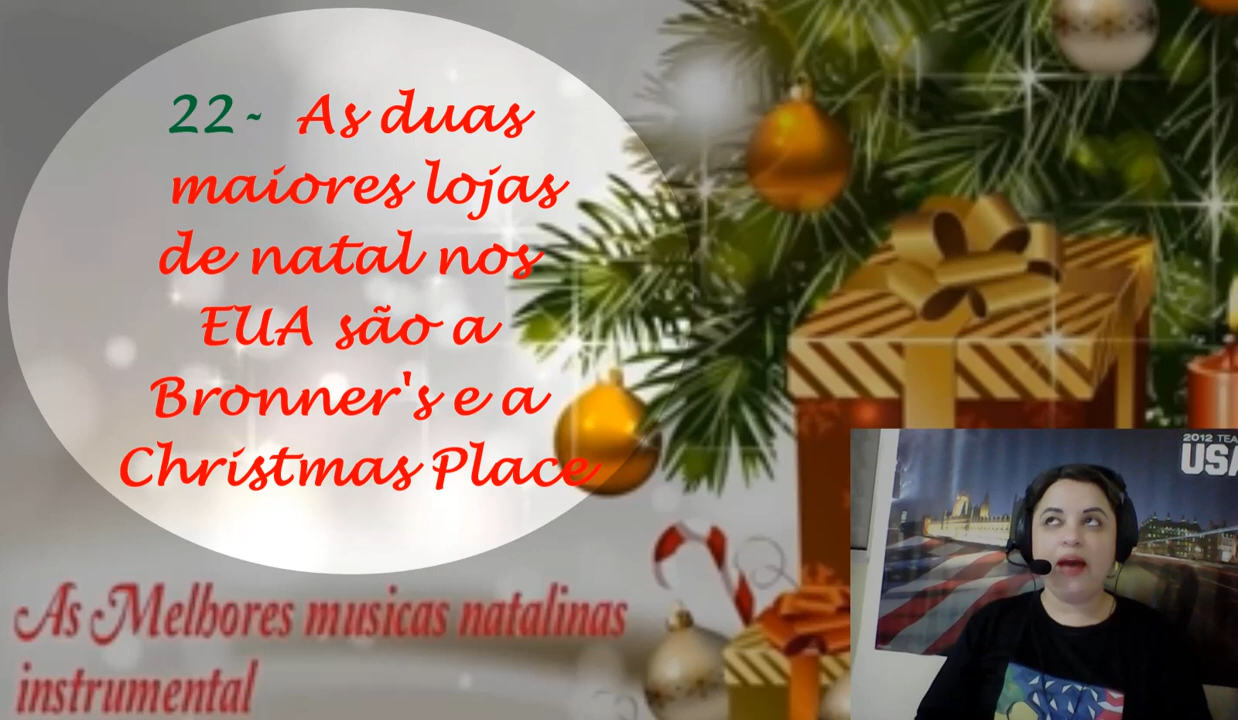 22- As duas
maiores lojas
de natal nos
EUA são a
Bronner's e a
Christmas Place
As Melhores musicas natalinas
instrumental
2012 TEA
USA